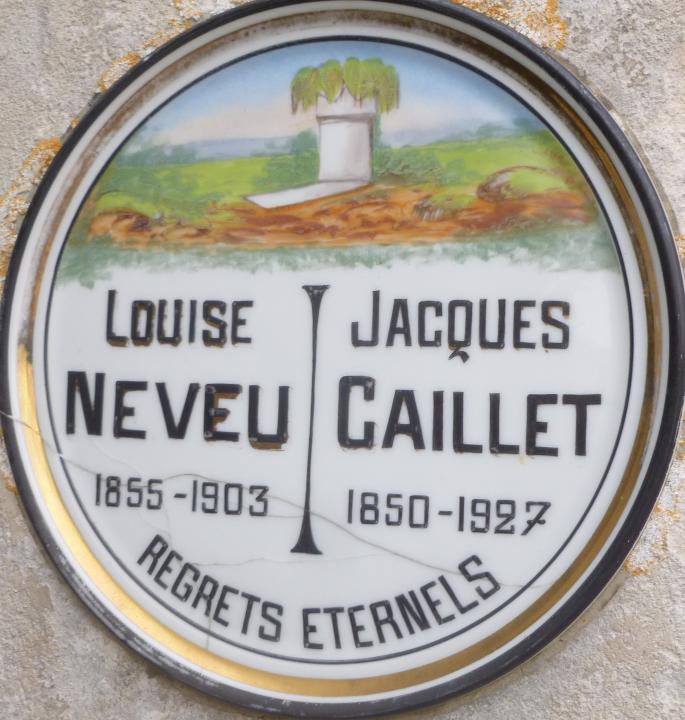 LOUISE
NEVEU
1855-1903
JACQUES
CAILLET
1850-1927
REGRETS ETERNELS